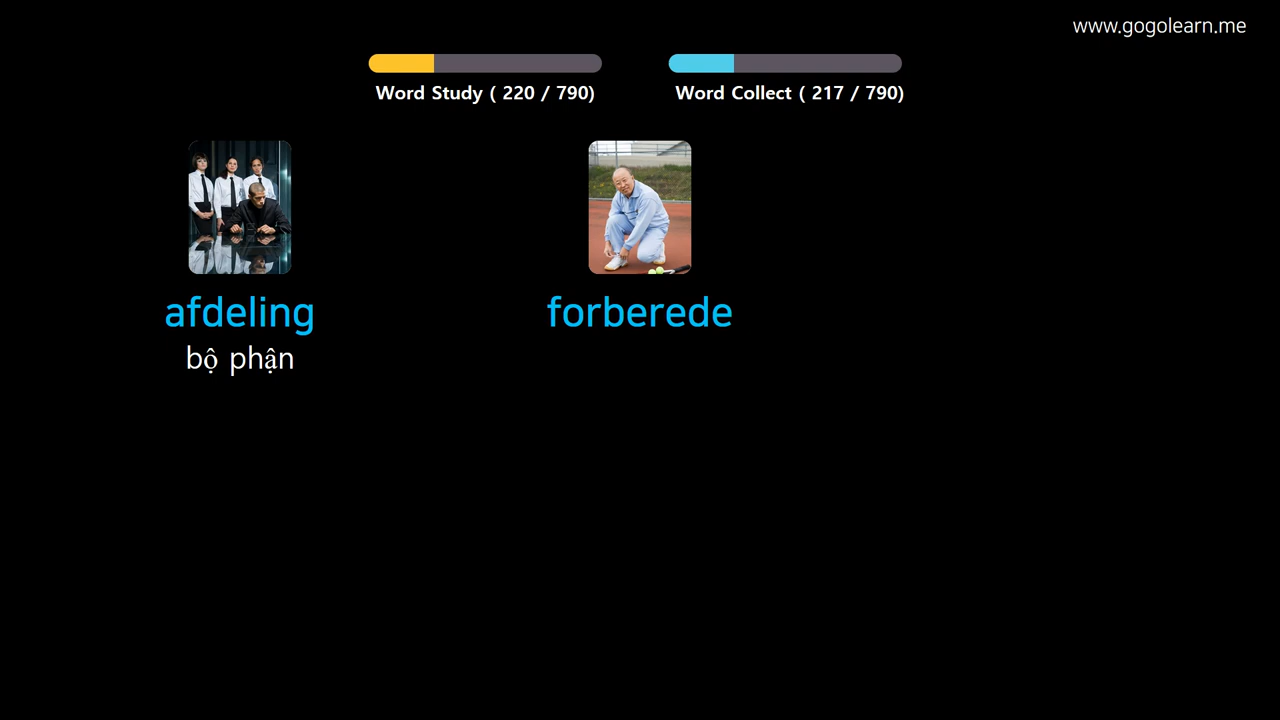 www.gogolearn.me
Word Study ( 220 / 790)
Word Collect ( 217 / 790)
afdeling
forberede
bộ phận